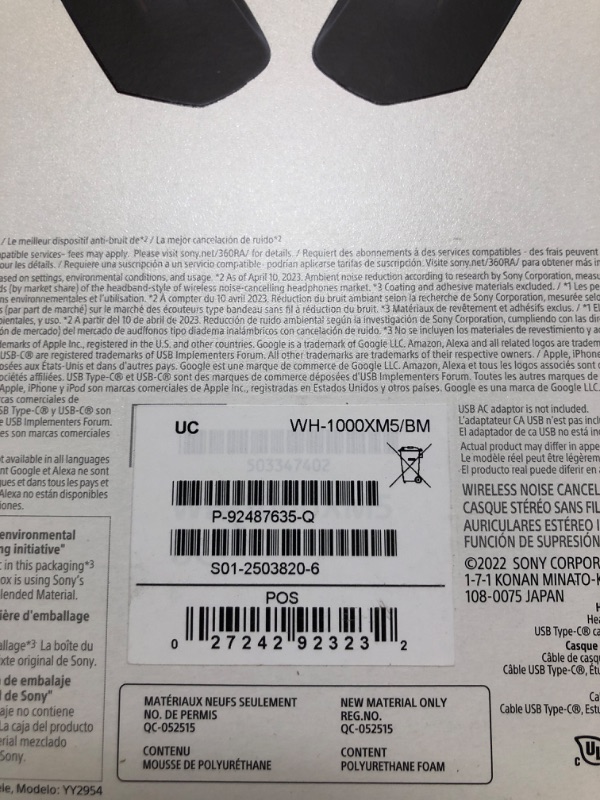 / Le meilleur dispositif anti-bruit de*² / La mejor cancelación de ruido*²
patible services- fees may apply. Please visit sony.net/360RA/ for details. / Requiert des abonnements à des services compatibles - des frais peuvent
our les détails. / Requiere una suscripción a un servicio compatible- podrían aplicarse tarifas de suscripción. Visite sony.net/360RA/ para obtener más in
ased on settings, environmental conditions, and usage. *2 As of April 10, 2023. Ambient noise reduction according to research by Sony Corporation, measu
ds (by market share) of the headband-style of wireless noise-cancelling headphones market. *3 Coating and adhesive materials excluded. / *1 Les pe
ns environnementales et l'utilisation. *2 À compter du 10 avril 2023. Réduction du bruit ambiant selon la recherche de Sony Corporation, mesurée selo
s (par part de marché) sur le marché des écouteurs type bandeau sans fil à réduction du bruit. *3 Matériaux de revêtement et adhésifs exclus. / *1 El
bientales, y uso. *2 A partir del 10 de abril de 2023. Reducción de ruido ambiental según la investigación de Sony Corporation, cumpliendo con las dir
ón de mercado) del mercado de audífonos tipo diadema inalámbricos con cancelación de ruido. *3 No se incluyen los materiales de revestimiento y ad
emarks of Apple Inc., registered in the U.S. and other countries. Google is a trademark of Google LLC. Amazon, Alexa and all related logos are tradem
USB-C® are registered trademarks of USB Implementers Forum. All other trademarks are their respective owners. / Apple, iPhone
posées aux États-Unis et dans d'autres pays. Google est une marque de commerce de Google LLC. Amazon, Alexa et tous les logos associés sont d
ociétés affiliées. USB Type-C® et USB-C® sont des marques de commerce déposées d'USB Implementers Forum. Toutes les autres marques de
Apple, iPhone y iPod son marcas comerciales de Apple Inc., registradas en Estados Unidos y otros países. Google es una marca de Google LLC.
cas comerciales de
SB Type-C® y USB-C® son
e USB Implementers Forum.
es son marcas comerciales
t available in all languages
nt Google et Alexa ne sont
ques et dans tous les pays et
Alexa no están disponibles
iones.
environmental
ng initiative"
in this packaging*3
ox is using Sony's
lended Material.
ière d'emballage
allage*3 La boîte du
xte original de Sony.
de embalaje
l de Sony"
aje no contiene
La caja del producto
erial mezclado
Sony.
ele, Modelo: YY2954
UC WH-1000XM5/BM
503347402
P-92487635-Q
S01-2503820-6
POS
0 27242 92323 2
USB AC adaptor is not included.
L'adaptateur CA USB n'est pas inclu
El adaptador de CA USB no está inc
Actual product may differ in appe
Le modèle réel peut être légèrem
El producto real puede diferir en
WIRELESS NOISE CANCEL
CASQUE STÉRÉO SANS FIL
AURICULARES ESTÉREO I
FUNCIÓN DE SUPRESIÓN
©2022 SONY CORPOR
1-7-1 KONAN MINATO-K
108-0075 JAPAN
H
Hea
USB Type-C® ca
Casque
Câble de casq
Câble USB Type-C®, Étu
Ca
Cable USB Type-C®, Est
MATÉRIAUX NEUFS SEULEMENT
NO. DE PERMIS
QC-052515
CONTENU
MOUSSE DE POLYURÉTHANE
NEW MATERIAL ONLY
REG.NO.
QC-052515
CONTENT
POLYURETHANE FOAM
c UL